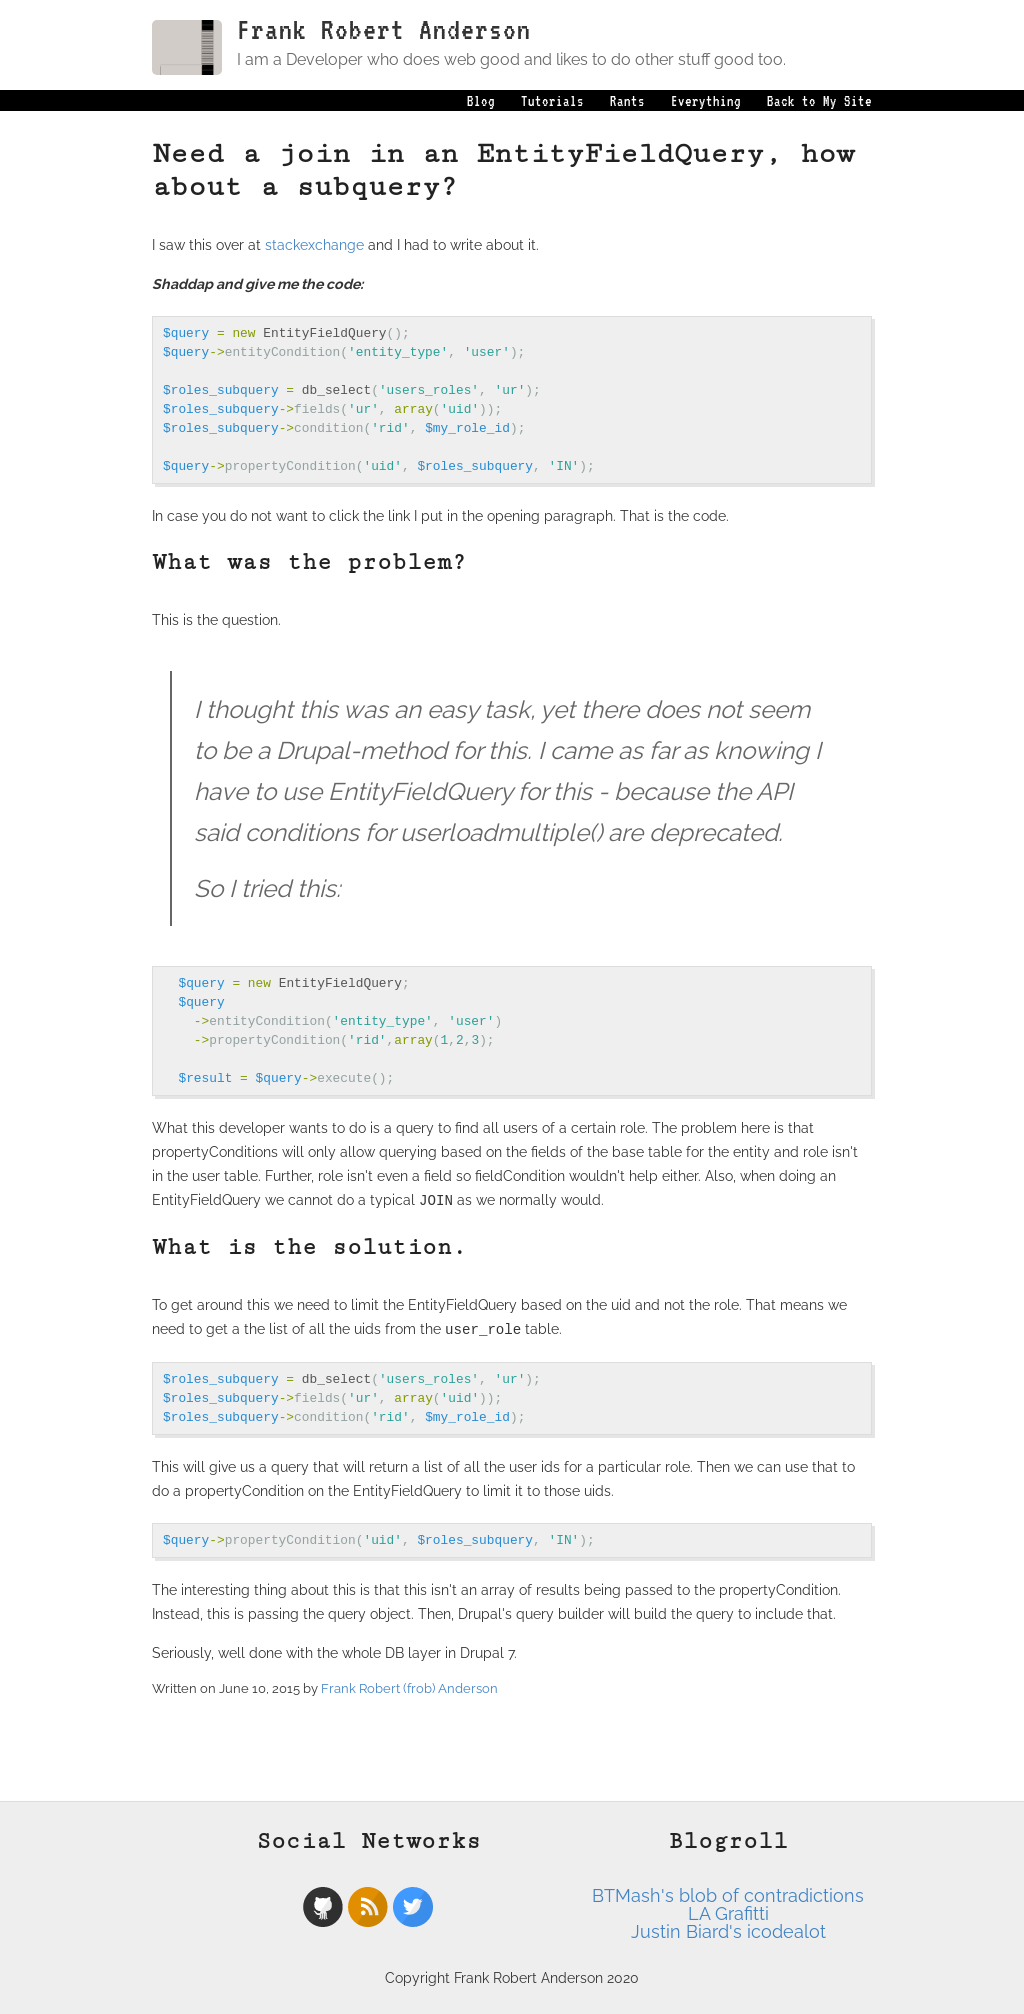 Frank Robert Anderson
I am a Developer who does web good and likes to do other stuff good too.
Blog Tutorials Rants Everything Back to My Site
Need a join in an EntityFieldQuery, how
about a subquery?
I saw this over at stackexchange and I had to write about it.
Shaddap and give me the code:
$query = new EntityFieldQuery();
$query->entityCondition('entity_type', 'user');
$roles_subquery = db_select('users_roles', 'ur');
$roles_subquery->fields('ur', array('uid'));
$roles_subquery->condition('rid', $my_role_id);
$query->propertyCondition('uid', $roles_subquery, 'IN');
In case you do not want to click the link I put in the opening paragraph. That is the code.
What was the problem?
This is the question.
I thought this was an easy task, yet there does not seem
to be a Drupal-method for this. I came as far as knowing I
have to use EntityFieldQuery for this - because the API
said conditions for userloadmultiple() are deprecated.
So I tried this:
$query = new EntityFieldQuery;
$query
->entityCondition('entity_type', 'user')
->propertyCondition('rid',array(1,2,3);
$result = $query->execute();
What this developer wants to do is a query to find all users of a certain role. The problem here is that
propertyConditions will only allow querying based on the fields of the base table for the entity and role isn't
in the user table. Further, role isn't even a field so fieldCondition wouldn't help either. Also, when doing an
EntityFieldQuery we cannot do a typical JOIN as we normally would.
What is the solution.
To get around this we need to limit the EntityFieldQuery based on the uid and not the role. That means we
need to get a the list of all the uids from the user_role table.
$roles_subquery = db_select('users_roles', 'ur');
$roles_subquery->fields('ur', array('uid'));
$roles_subquery->condition('rid', $my_role_id);
This will give us a query that will return a list of all the user ids for a particular role. Then we can use that to
do a propertyCondition on the EntityFieldQuery to limit it to those uids.
$query->propertyCondition('uid', $roles_subquery, 'IN');
The interesting thing about this is that this isn't an array of results being passed to the propertyCondition.
Instead, this is passing the query object. Then, Drupal's query builder will build the query to include that.
Seriously, well done with the whole DB layer in Drupal 7.
Written on June 10, 2015 by Frank Robert (frob) Anderson
Social Networks
Blogroll
BTMash's blob of contradictions
LA Grafitti
Justin Biard's icodealot
Copyright Frank Robert Anderson 2020